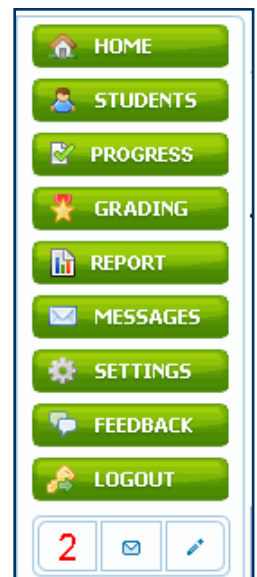 HOME
STUDENTS
PROGRESS
GRADING
REPORT
MESSAGES
SETTINGS
FEEDBACK
LOGOUT
2